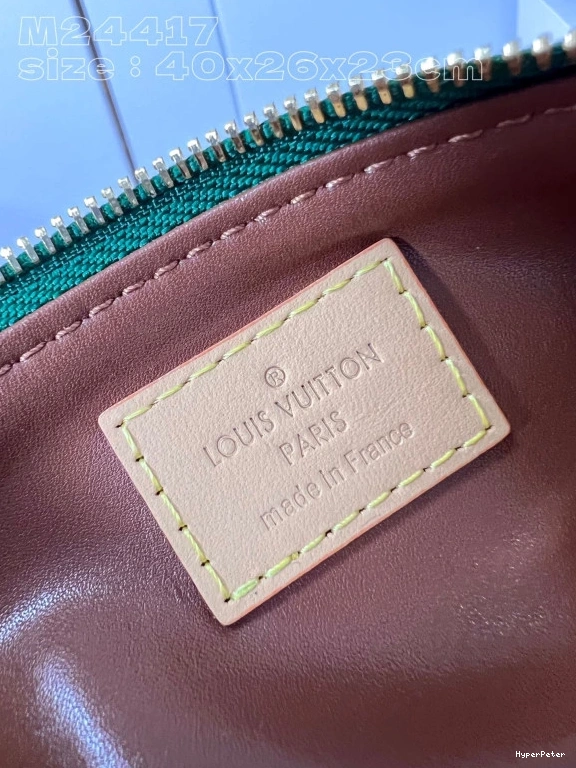 M24417
size : 40x26x23cm
®
LOUIS VUITTON
PARIS
made in France
HyperPeter